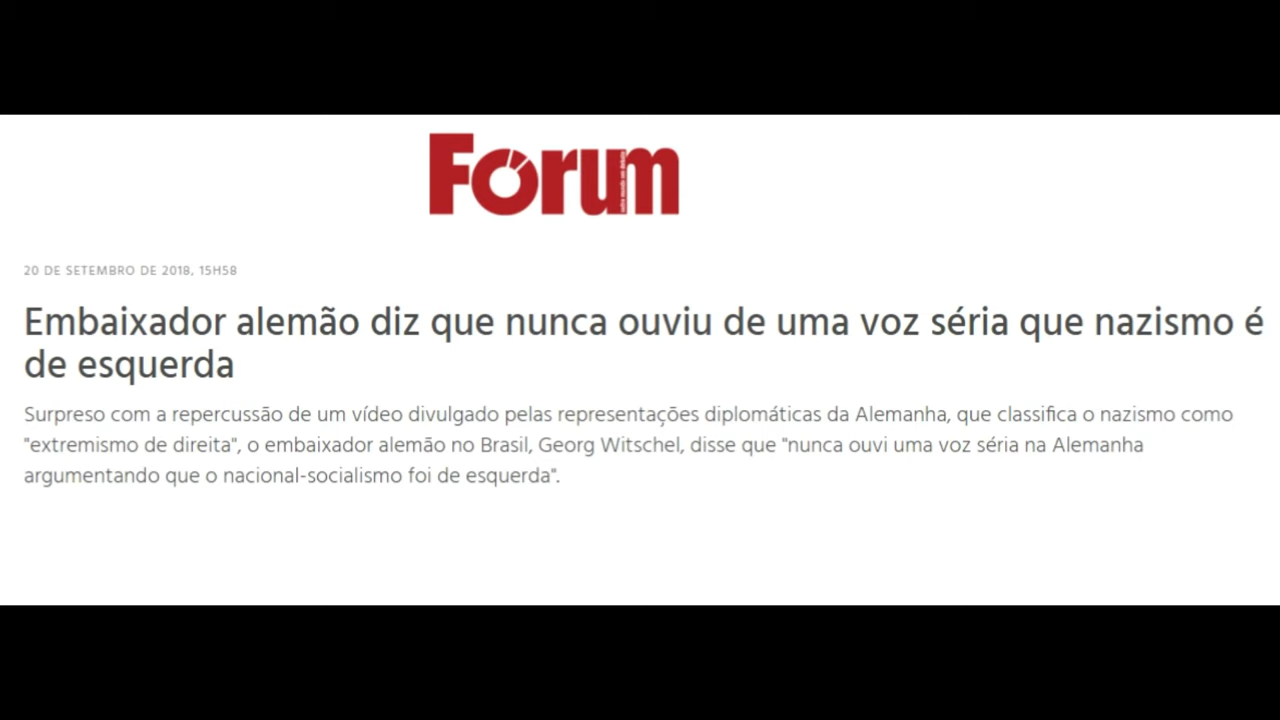 Forum
20 DE SETEMBRO DE 2018, 15H58
Embaixador alemão diz que nunca ouviu de uma voz séria que nazismo é
de esquerda
Surpreso com a repercussão de um vídeo divulgado pelas representações diplomáticas da Alemanha, que classifica o nazismo como
"extremismo de direita", o embaixador alemão no Brasil, Georg Witschel, disse que "nunca ouvi uma voz séria na Alemanha
argumentando que o nacional-socialismo foi de esquerda".